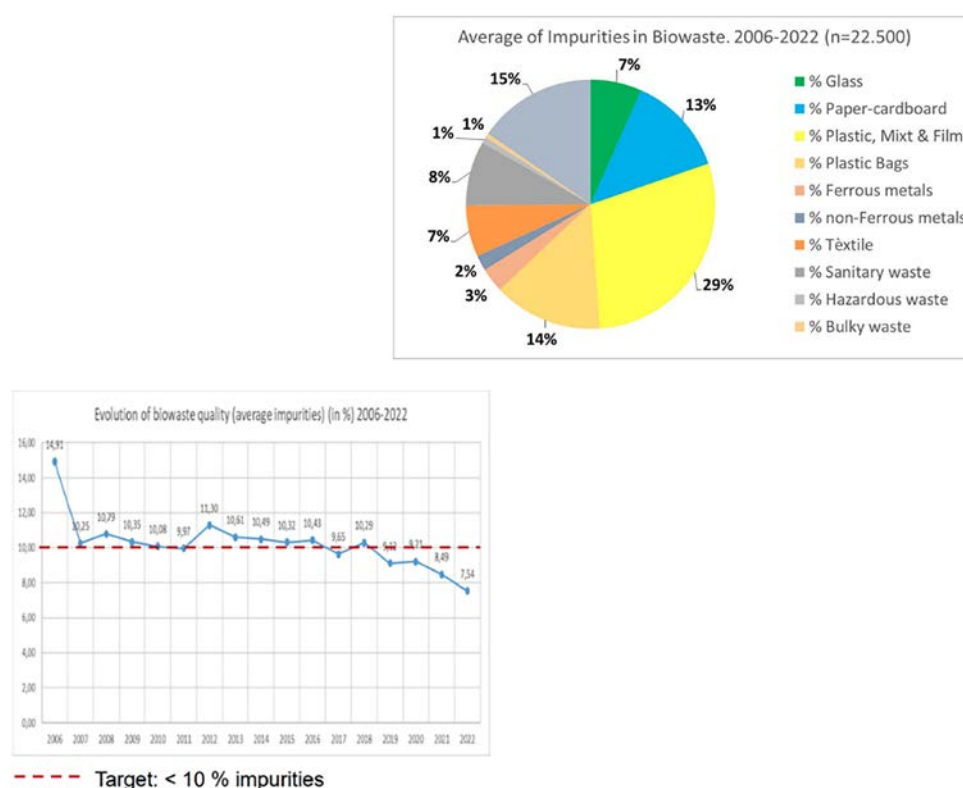 Average of Impurities in Biowaste. 2006-2022 (n=22.500)
7%
13%
29%
14%
3%
2%
7%
8%
1%
1%
15%
% Glass
% Paper-cardboard
% Plastic, Mixt & Film
% Plastic Bags
% Ferrous metals
% non-Ferrous metals
% Tèxtile
% Sanitary waste
% Hazardous waste
% Bulky waste
Evolution of biowaste quality (average impurities) (in %) 2006-2022
16,00
14,00
12,00
10,00
8,00
6,00
4,00
2,00
0,00
14,91
10,25
10,79
10,35
10,08
9,97
11,30
10,61
10,49
10,32
10,43
9,65
10,29
9,21
8,49
7,54
2006 2007 2008 2009 2010 2011 2012 2013 2014 2015 2016 2017 2018 2019 2020 2021 2022
Target: < 10 % impurities